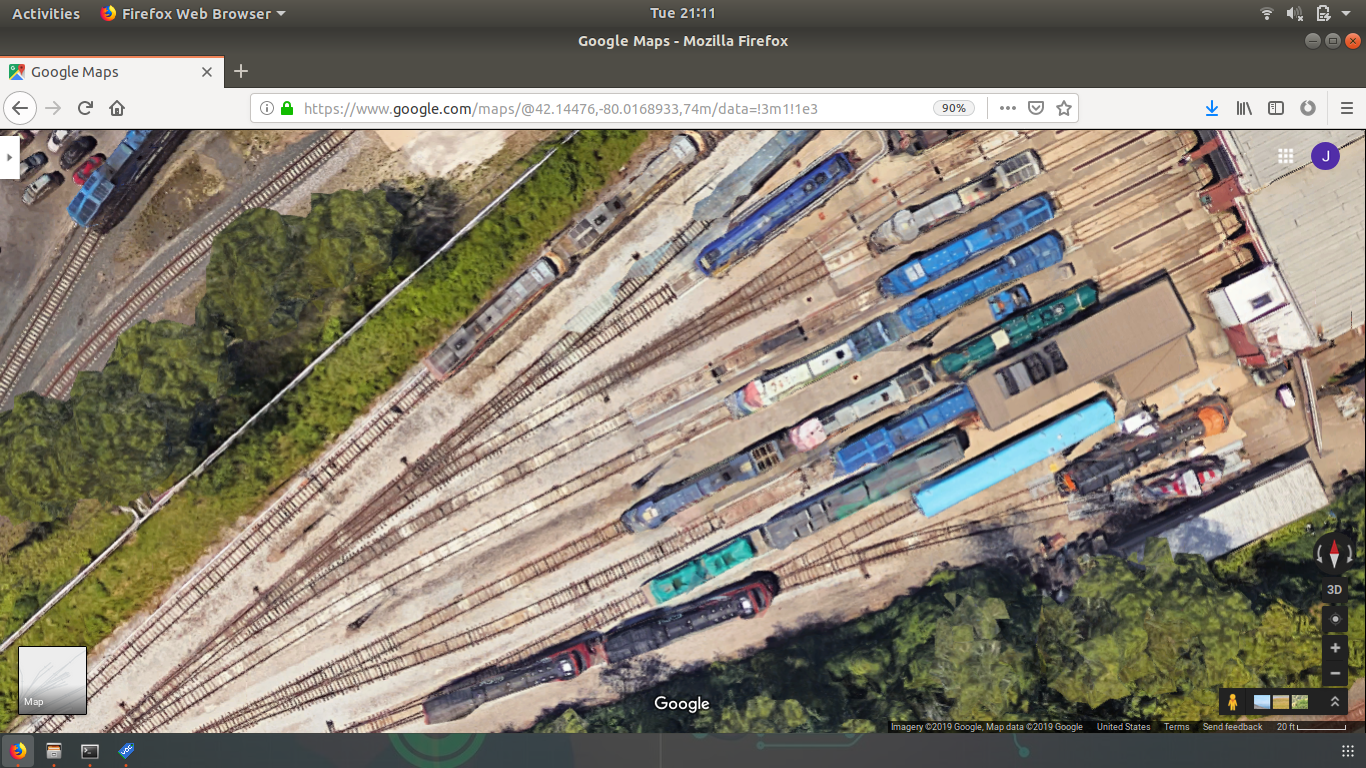 Activities Firefox Web Browser Tue 21:11
Google Maps - Mozilla Firefox
Google Maps
https://www.google.com/maps/@42.14476,-80.0168933,74m/data=!3m1!1e3 90%
J
3D
Map
Google
Imagery ©2019 Google, Map data ©2019 Google United States Terms Send feedback 20 ft